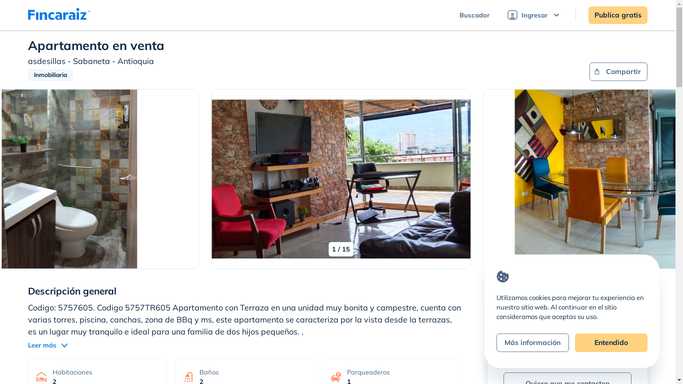 Fincaraiz
Buscador
Ingresar
Publica gratis
Apartamento en venta
asdesillas - Sabaneta - Antioquia
Inmobiliaria
Compartir
1 / 15
Descripción general
Codigo: 5757605. Codigo 5757TR605 Apartamento con Terraza en una unidad muy bonita y campestre, cuenta con
varias torres, piscina, canchas, zona de BBq y ms, este apartamento se caracteriza por la vista desde la terrazas,
es un lugar muy tranquilo e ideal para una familia de dos hijos pequeños. ,
Leer más
Habitaciones
2
Baños
2
Parqueaderos
1
Utilizamos cookies para mejorar tu experiencia en
nuestro sitio web. Al continuar en el sitio
consideramos que aceptas su uso.
Más información
Entendido
Quiero que me contacten